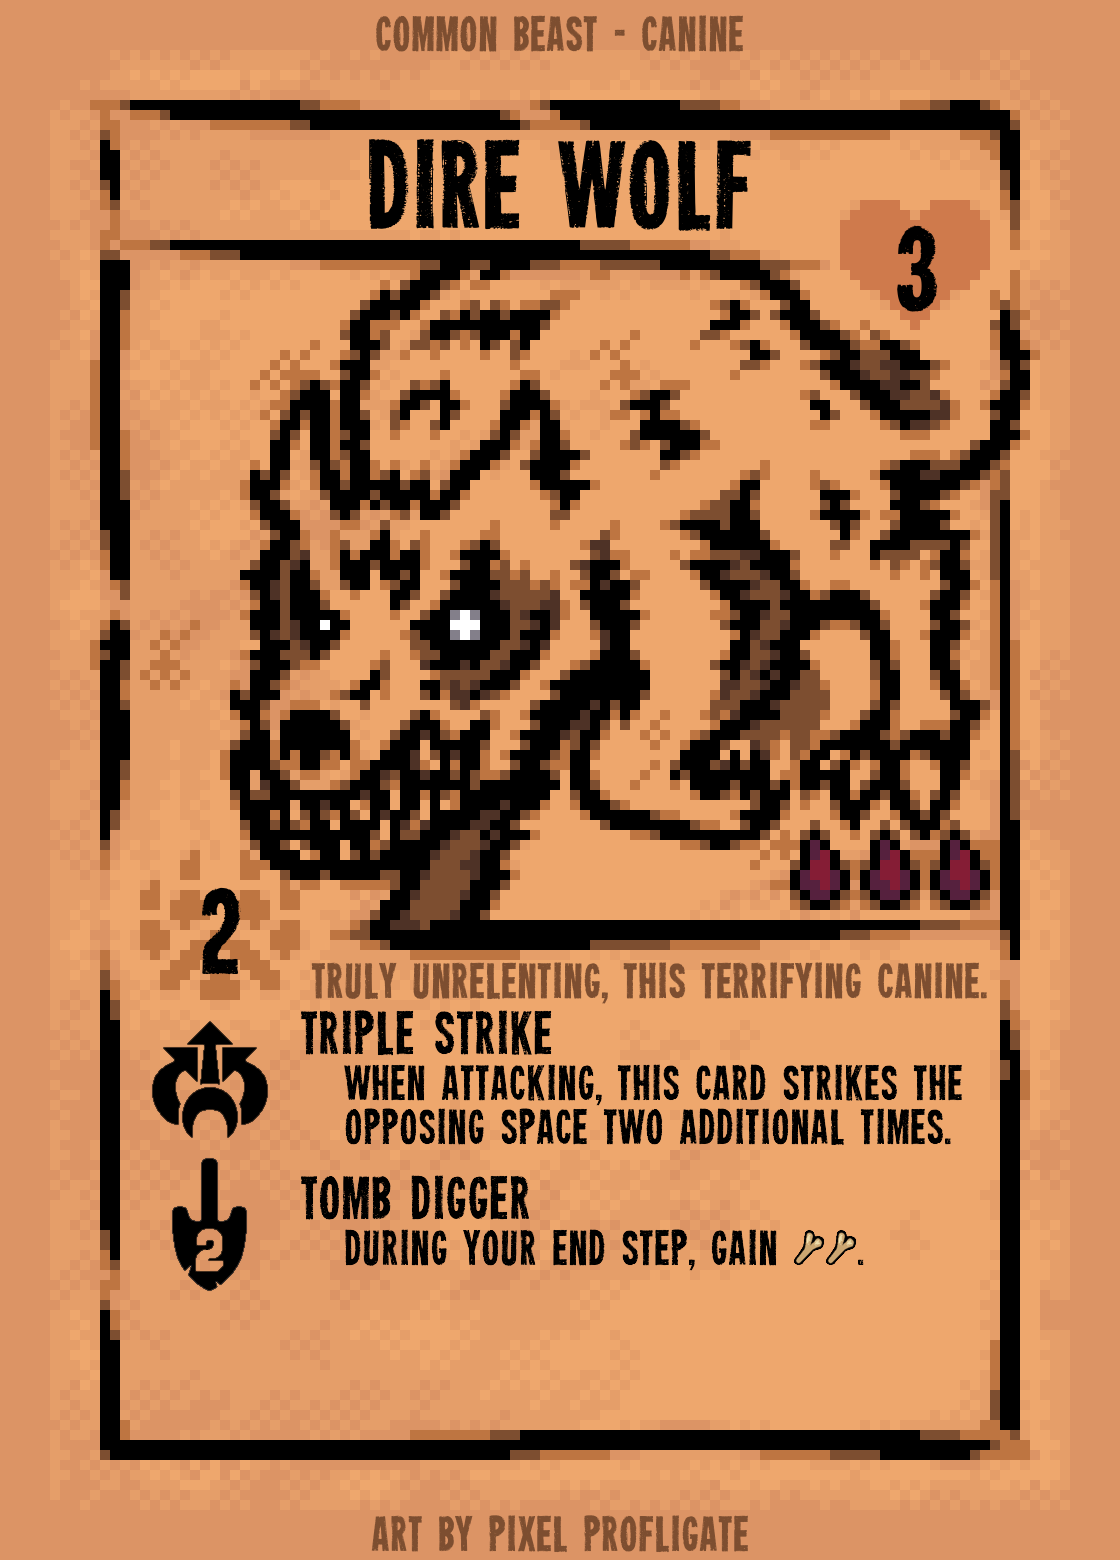 COMMON BEAST - CANINE
DIRE WOLF
3
2
TRULY UNRELENTING, THIS TERRIFYING CANINE.
TRIPLE STRIKE
WHEN ATTACKING, THIS CARD STRIKES THE
OPPOSING SPACE TWO ADDITIONAL TIMES.
TOMB DIGGER
2
DURING YOUR END STEP, GAIN .
ART BY PIXEL PROFLIGATE